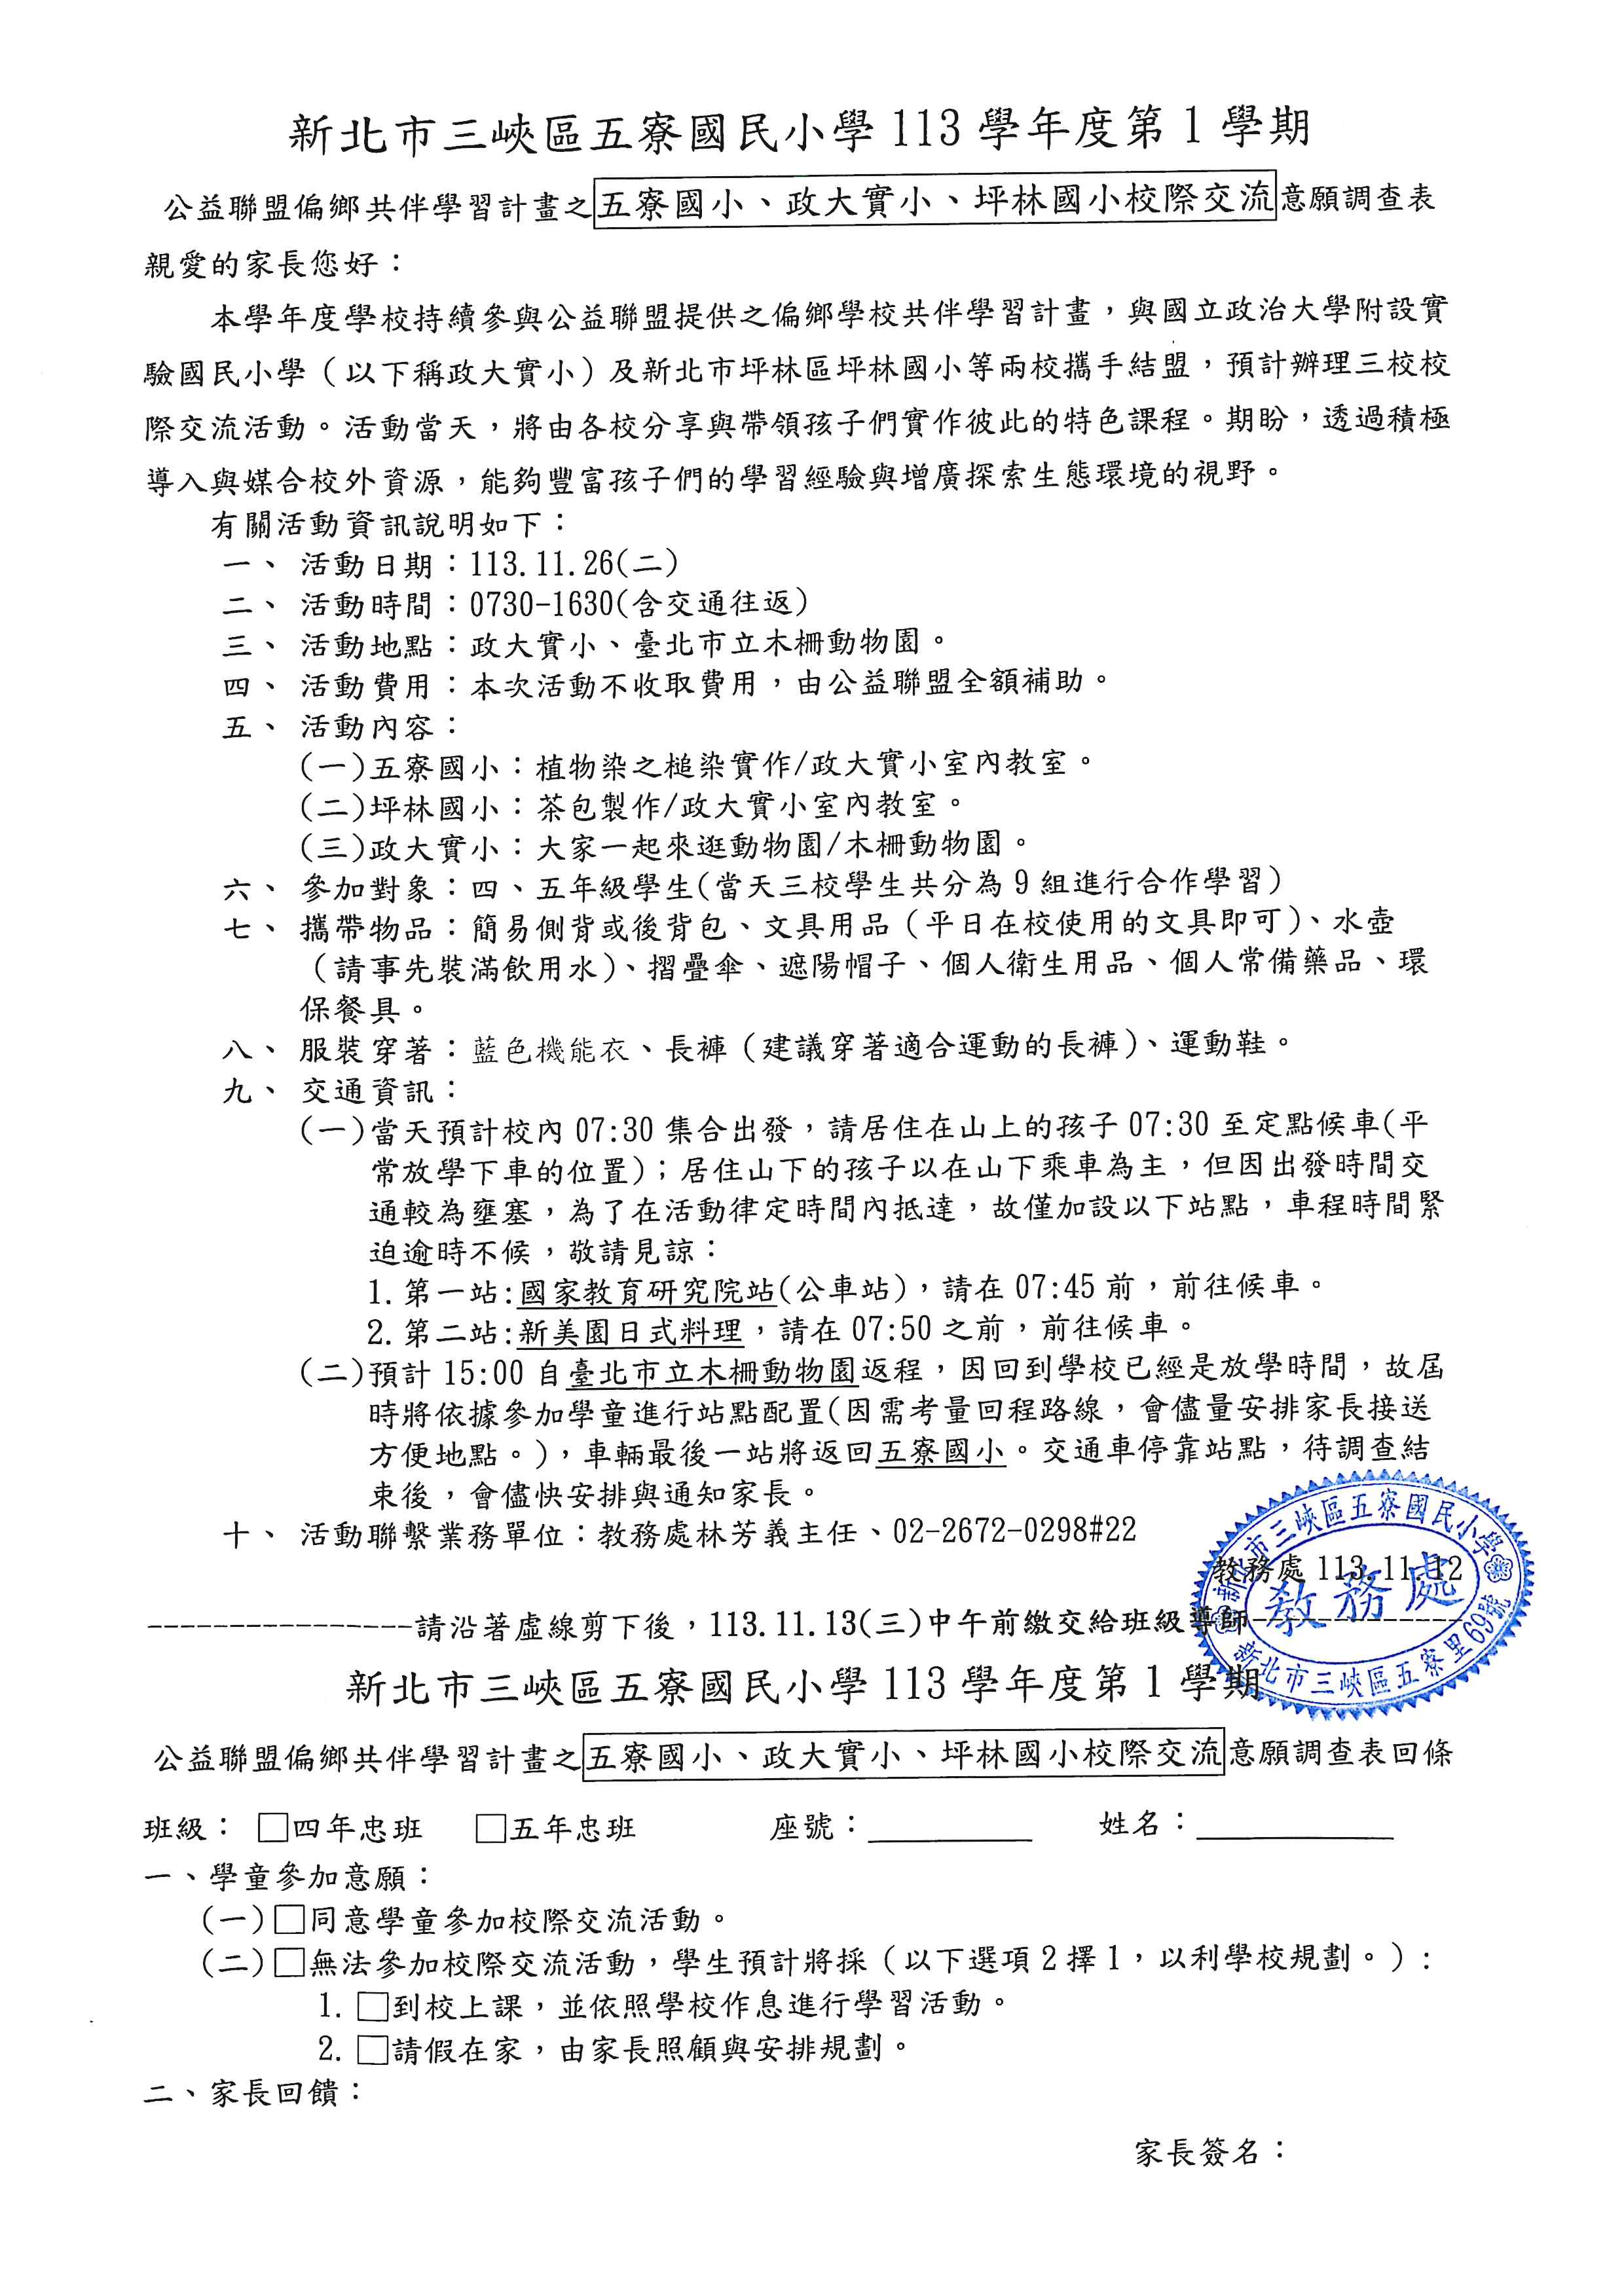 新北市三峽區五寮國民小學 113 學年度第 1 學期
公益聯盟偏鄉共伴學習計畫之五寮國小、政大實小、坪林國小校際交流意願調查表
親愛的家長您好：
本學年度學校持續參與公益聯盟提供之偏鄉學校共伴學習計畫，與國立政治大學附設實
驗國民小學（以下稱政大實小）及新北市坪林區坪林國小等兩校攜手結盟，預計辦理三校校
際交流活動。活動當天，將由各校分享與帶領孩子們實作彼此的特色課程。期盼，透過積極
導入與媒合校外資源，能夠豐富孩子們的學習經驗與增廣探索生態環境的視野。
有關活動資訊說明如下：
一、 活動日期：113.11.26(二)
二、 活動時間：0730-1630(含交通往返)
三、 活動地點：政大實小、臺北市立木柵動物園。
四、 活動費用：本次活動不收取費用，由公益聯盟全額補助。
五、 活動內容：
(一)五寮國小：植物染之槌染實作/政大實小室內教室。
(二)坪林國小：茶包製作/政大實小室內教室。
(三)政大實小：大家一起來逛動物園/木柵動物園。
六、 參加對象：四、五年級學生(當天三校學生共分為 9 組進行合作學習)
七、 攜帶物品：簡易側背或後背包、文具用品（平日在校使用的文具即可）、水壺
（請事先裝滿飲用水）、摺疊傘、遮陽帽子、個人衛生用品、個人常備藥品、環
保餐具。
八、 服裝穿著：藍色機能衣、長褲（建議穿著適合運動的長褲）、運動鞋。
九、 交通資訊：
(一)當天預計校內 07:30 集合出發，請居住在山上的孩子 07:30 至定點候車(平
常放學下車的位置)；居住山下的孩子以在山下乘車為主，但因出發時間交
通較為壅塞，為了在活動律定時間內抵達，故僅加設以下站點，車程時間緊
迫逾時不候，敬請見諒：
1. 第一站:國家教育研究院站(公車站)，請在 07:45 前，前往候車。
2. 第二站:新美園日式料理，請在 07:50 之前，前往候車。
(二)預計 15:00 自臺北市立木柵動物園返程，因回到學校已經是放學時間，故屆
時將依據參加學童進行站點配置(因需考量回程路線，會儘量安排家長接送
方便地點。)，車輛最後一站將返回五寮國小。交通車停靠站點，待調查結
束後，會儘快安排與通知家長。
十、 活動聯繫業務單位：教務處林芳義主任、02-2672-0298#22
新北市三峽區五寮國民小學
教務處 113.11.12
教務處
新北市三峽區五寮里69號
----------------請沿著虛線剪下後，113.11.13(三)中午前繳交給班級導師-------------
新北市三峽區五寮國民小學 113 學年度第 1 學期
公益聯盟偏鄉共伴學習計畫之五寮國小、政大實小、坪林國小校際交流意願調查表回條
班級： □四年忠班 □五年忠班 座號：__________ 姓名：____________
一、學童參加意願：
(一)□同意學童參加校際交流活動。
(二)□無法參加校際交流活動，學生預計將採（以下選項 2 擇 1，以利學校規劃。）：
1. □到校上課，並依照學校作息進行學習活動。
2. □請假在家，由家長照顧與安排規劃。
二、家長回饋：
家長簽名：